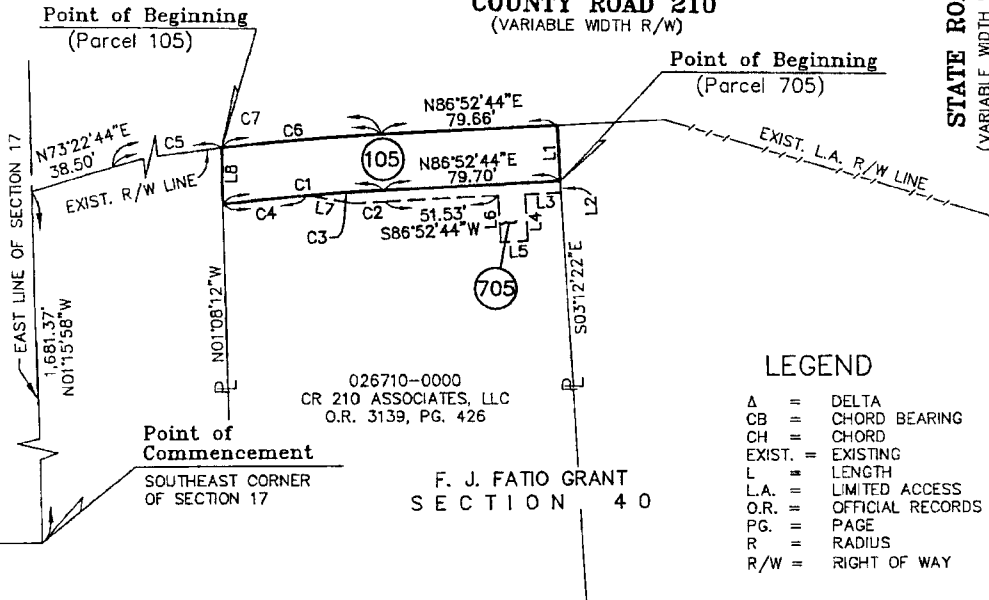 COUNTY ROAD 210
(VARIABLE WIDTH R/W)
STATE RO
(VARIABLE WIDTH
Point of Beginning
(Parcel 105)
Point of Beginning
(Parcel 705)
N73°22'44"E
38.50'
C5
C7
C6
N86°52'44"E
79.66'
EXIST. R/W LINE
EXIST. L.A. R/W LINE
EAST LINE OF SECTION 17
L8
105
L1
N86°52'44"E
79.70'
C1
C4
L7
C2
C3
51.53'
S86°52'44"W
L6
L4
L3
L2
L5
705
N01°08'12"W
S03°12'22"E
1,681.37'
N01°15'58"W
PL
PL
026710-0000
CR 210 ASSOCIATES, LLC
O.R. 3139, PG. 426
Point of
Commencement
SOUTHEAST CORNER
OF SECTION 17
F. J. FATIO GRANT
SECTION 40
LEGEND
Δ = DELTA
CB = CHORD BEARING
CH = CHORD
EXIST. = EXISTING
L = LENGTH
L.A. = LIMITED ACCESS
O.R. = OFFICIAL RECORDS
PG. = PAGE
R = RADIUS
R/W = RIGHT OF WAY